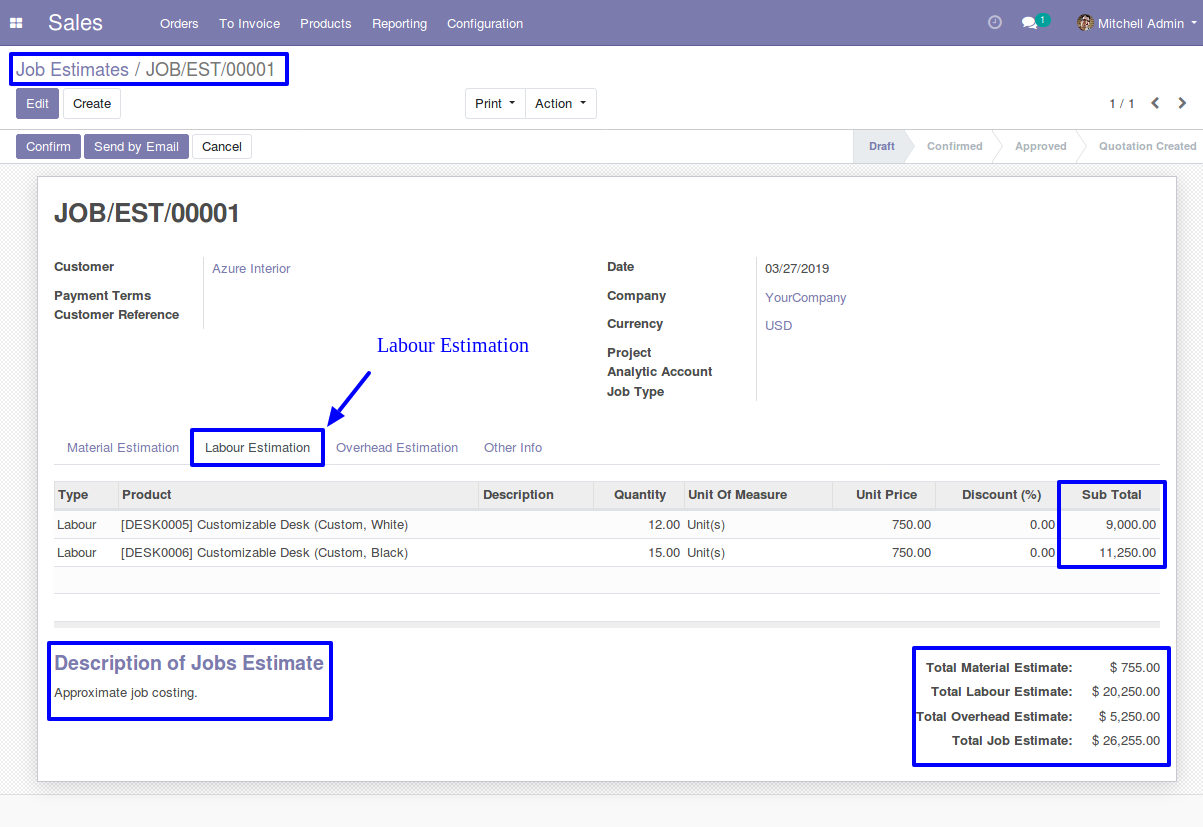 Sales Orders To Invoice Products Reporting Configuration 1 Mitchell Admin
Job Estimates / JOB/EST/00001
Edit Create Print Action 1 / 1
Confirm Send by Email Cancel Draft Confirmed Approved Quotation Created
JOB/EST/00001
Customer Azure Interior Date 03/27/2019
Payment Terms Company YourCompany
Customer Reference Currency USD
Labour Estimation Project
Analytic Account
Job Type
Material Estimation Labour Estimation Overhead Estimation Other Info
Type Product Description Quantity Unit Of Measure Unit Price Discount (%) Sub Total
Labour [DESK0005] Customizable Desk (Custom, White) 12.00 Unit(s) 750.00 0.00 9,000.00
Labour [DESK0006] Customizable Desk (Custom, Black) 15.00 Unit(s) 750.00 0.00 11,250.00
Description of Jobs Estimate Total Material Estimate: $ 755.00
Approximate job costing. Total Labour Estimate: $ 20,250.00
Total Overhead Estimate: $ 5,250.00
Total Job Estimate: $ 26,255.00